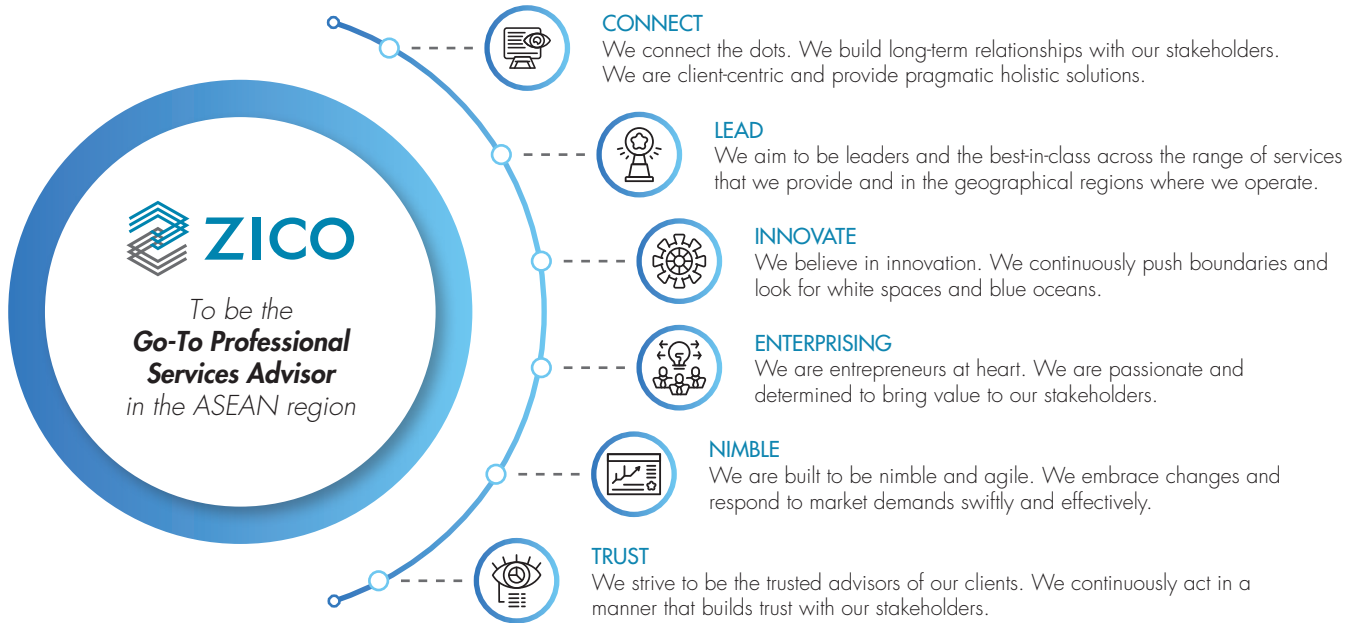 ZICO
To be the
Go-To Professional
Services Advisor
in the ASEAN region
CONNECT
We connect the dots. We build long-term relationships with our stakeholders.
We are client-centric and provide pragmatic holistic solutions.
LEAD
We aim to be leaders and the best-in-class across the range of services
that we provide and in the geographical regions where we operate.
INNOVATE
We believe in innovation. We continuously push boundaries and
look for white spaces and blue oceans.
ENTERPRISING
We are entrepreneurs at heart. We are passionate and
determined to bring value to our stakeholders.
NIMBLE
We are built to be nimble and agile. We embrace changes and
respond to market demands swiftly and effectively.
TRUST
We strive to be the trusted advisors of our clients. We continuously act in a
manner that builds trust with our stakeholders.